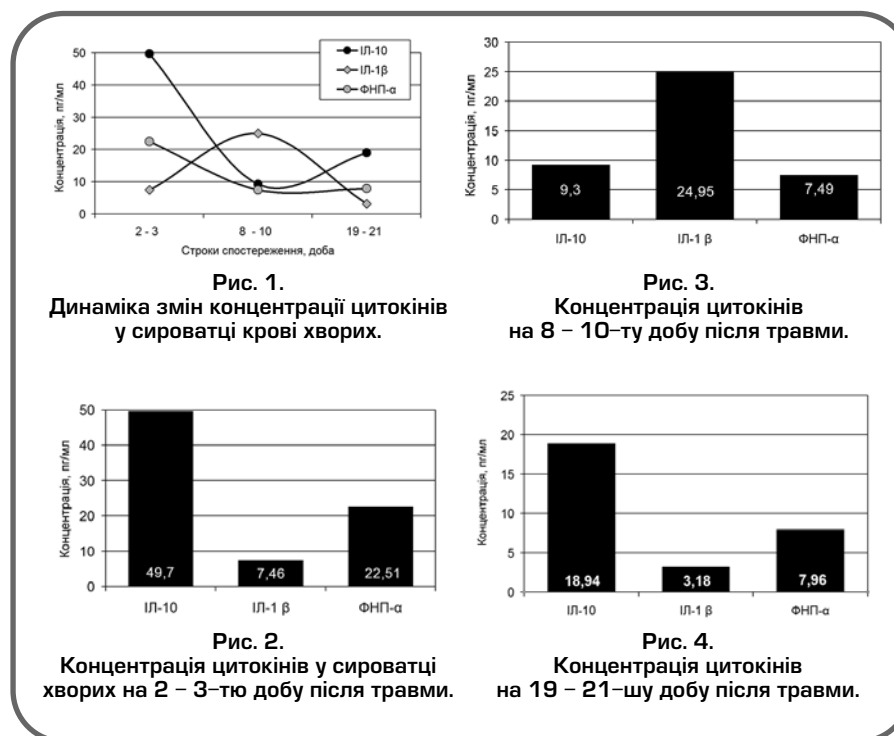 Концентрація, пг/мл
60
50
40
30
20
10
0
ІЛ-10
ІЛ-1β
ФНП-α
2 - 3
8 - 10
19 - 21
Строки спостереження, доба
Рис. 1.
Динаміка змін концентрації цитокінів
у сироватці крові хворих.
Концентрація, пг/мл
30
25
20
15
10
5
0
9,3
24,95
7,49
ІЛ-10
ІЛ-1 β
ФНП-α
Рис. 3.
Концентрація цитокінів
на 8 – 10–ту добу після травми.
Концентрація, пг/мл
50
40
30
20
10
0
49,7
7,46
22,51
ІЛ-10
ІЛ-1 β
ФНП-α
Рис. 2.
Концентрація цитокінів у сироватці
хворих на 2 – 3–тю добу після травми.
Концентрація, пг/мл
25
20
15
10
5
0
18,94
3,18
7,96
ІЛ-10
ІЛ-1 β
ФНП-α
Рис. 4.
Концентрація цитокінів
на 19 – 21–шу добу після травми.